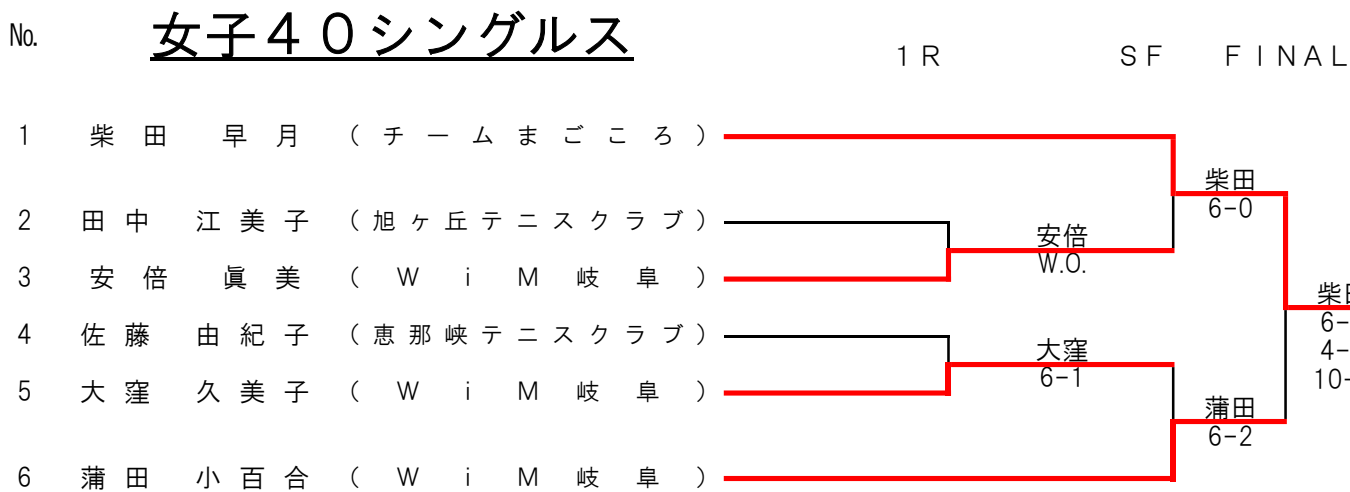 No. 女子４０シングルス
１Ｒ ＳＦ ＦＩＮＡＬ
1 柴田 早月 （チームまごころ）
柴田
6-0
2 田中 江美子 （旭ヶ丘テニスクラブ）
安倍
W.O.
3 安倍 眞美 （ＷｉＭ岐阜）
柴
6-
4-
10-
4 佐藤 由紀子 （恵那峡テニスクラブ）
大窪
6-1
5 大窪 久美子 （ＷｉＭ岐阜）
蒲田
6-2
6 蒲田 小百合 （ＷｉＭ岐阜）